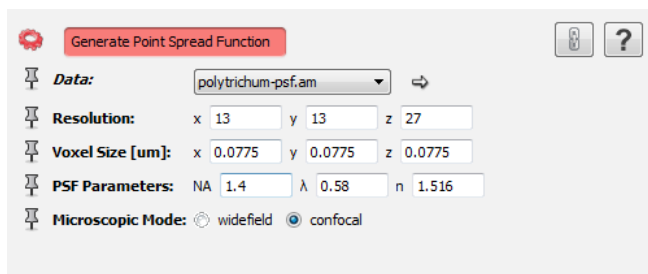 Generate Point Spread Function ?
Data: polytrichum-psf.am
Resolution: x 13 y 13 z 27
Voxel Size [um]: x 0.0775 y 0.0775 z 0.0775
PSF Parameters: NA 1.4 λ 0.58 n 1.516
Microscopic Mode: widefield confocal